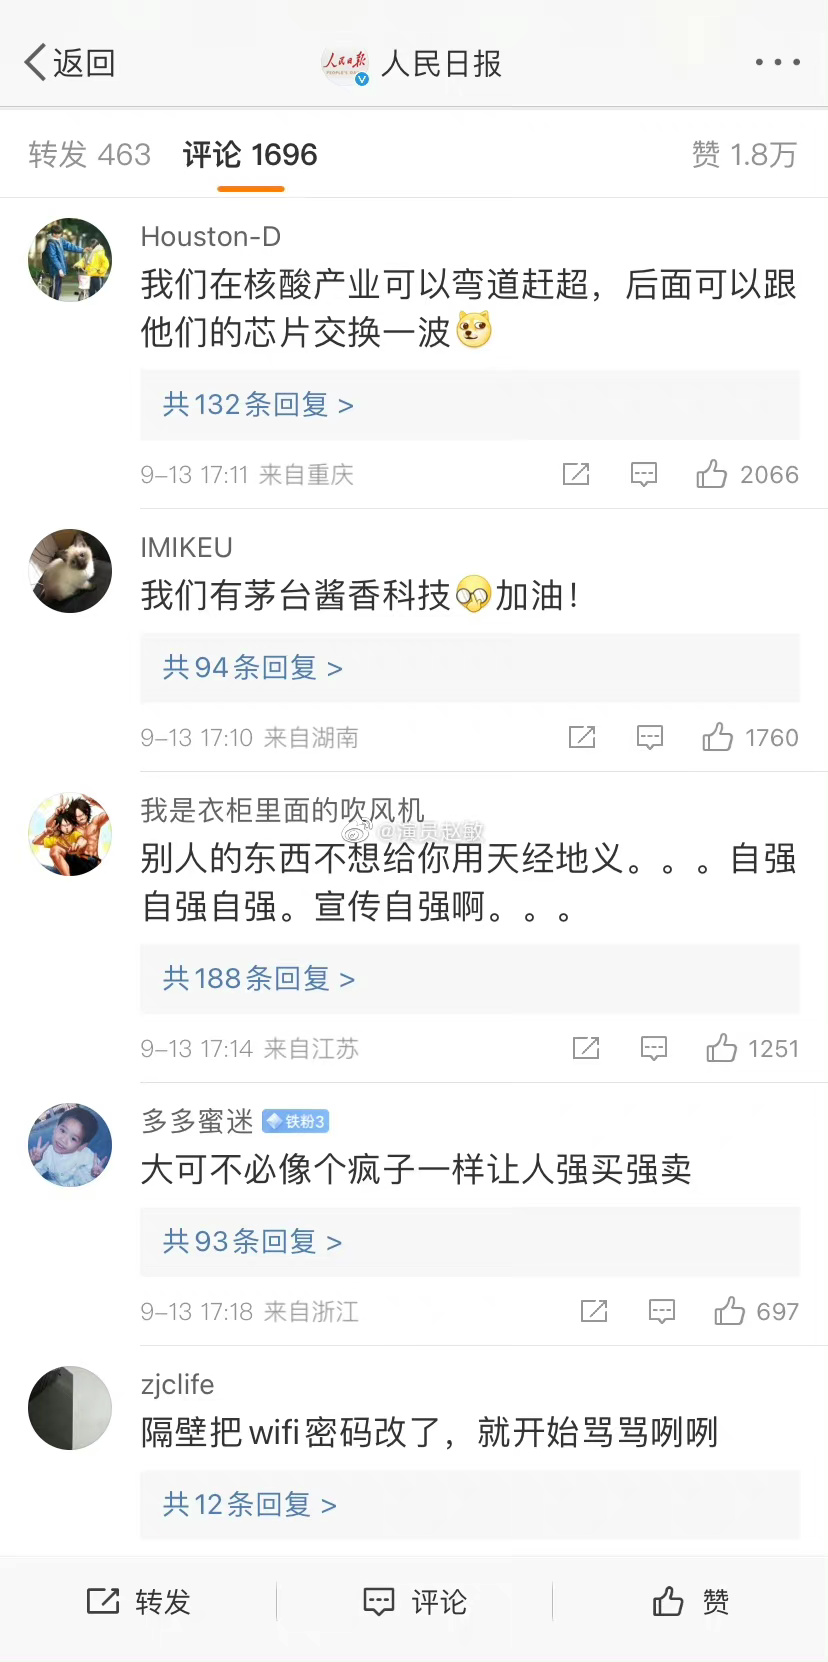 返回
人民日报
人民日报
转发 463 评论 1696 赞 1.8万
Houston-D
我们在核酸产业可以弯道赶超，后面可以跟
他们的芯片交换一波
共132条回复 >
9-13 17:11 来自重庆 2066
IMIKEU
我们有茅台酱香科技加油！
共94条回复 >
9-13 17:10 来自湖南 1760
我是衣柜里面的吹风机
@演员赵敏
别人的东西不想给你用天经地义。。。自强
自强自强。宣传自强啊。。。
共188条回复 >
9-13 17:14 来自江苏 1251
多多蜜迷 铁粉3
大可不必像个疯子一样让人强买强卖
共93条回复 >
9-13 17:18 来自浙江 697
zjclife
隔壁把wifi密码改了，就开始骂骂咧咧
共12条回复 >
转发 评论 赞